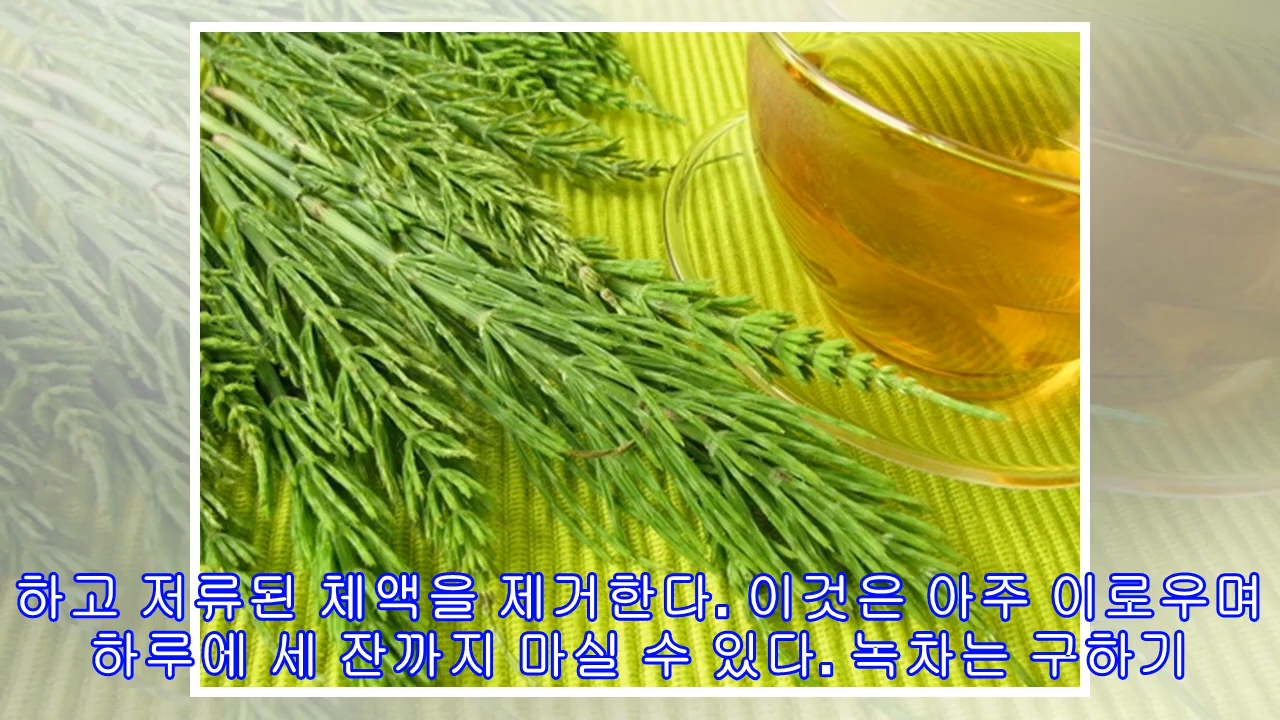 하고 저류된 체액을 제거한다. 이것은 아주 이로우며
하루에 세 잔까지 마실 수 있다. 녹차는 구하기